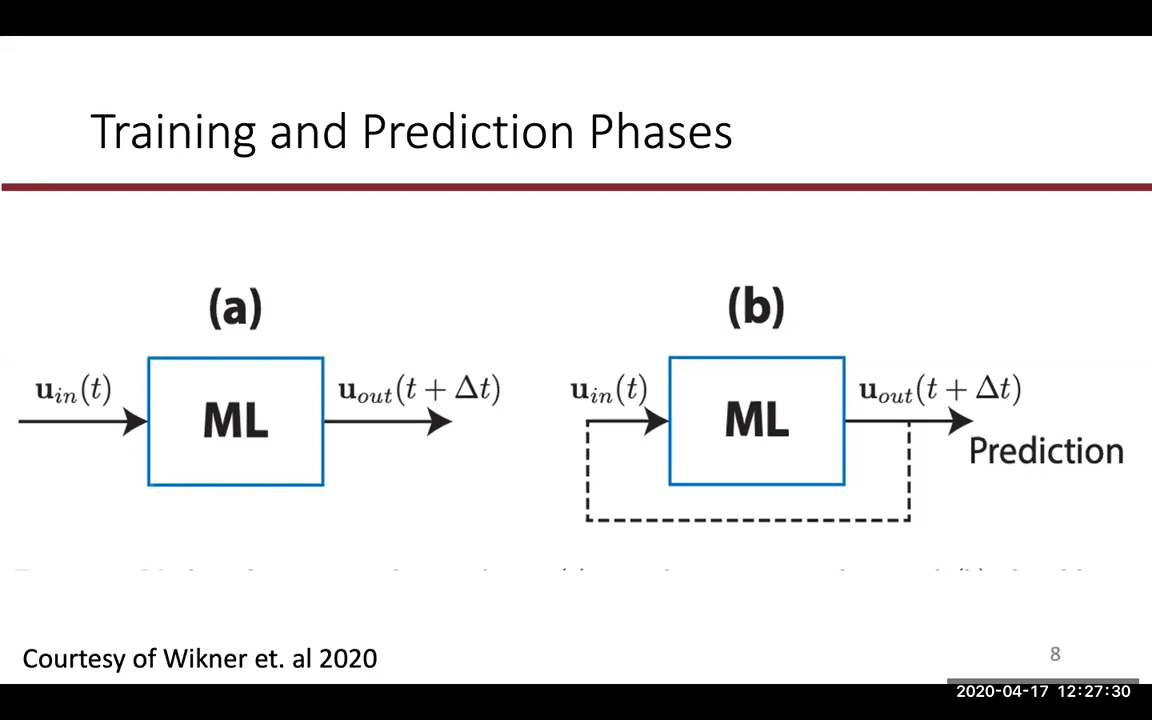 Training and Prediction Phases
(a)
(b)
u_in(t)
ML
u_out(t + Δt)
u_in(t)
ML
u_out(t + Δt)
Prediction
Courtesy of Wikner et. al 2020
8
2020-04-17 12:27:30